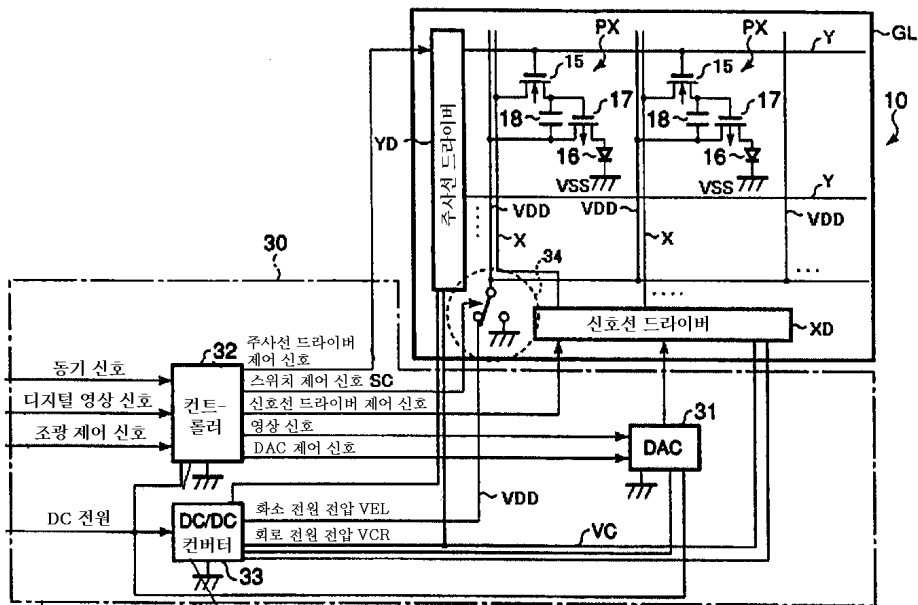 PX
PX
Y
GL
15
15
10
17
17
18
18
YD
주사선 드라이버
16
16
VSS
VSS
Y
VDD
VDD
VDD
X
X
30
34
신호선 드라이버
XD
32
주사선 드라이버
제어 신호
동기 신호
스위치 제어 신호 SC
디지털 영상 신호
컨트-
롤러
신호선 드라이버 제어 신호
영상 신호
31
조광 제어 신호
DAC 제어 신호
DAC
VDD
DC 전원
DC/DC
컨버터
화소 전원 전압 VEL
회로 전원 전압 VCR
VC
33